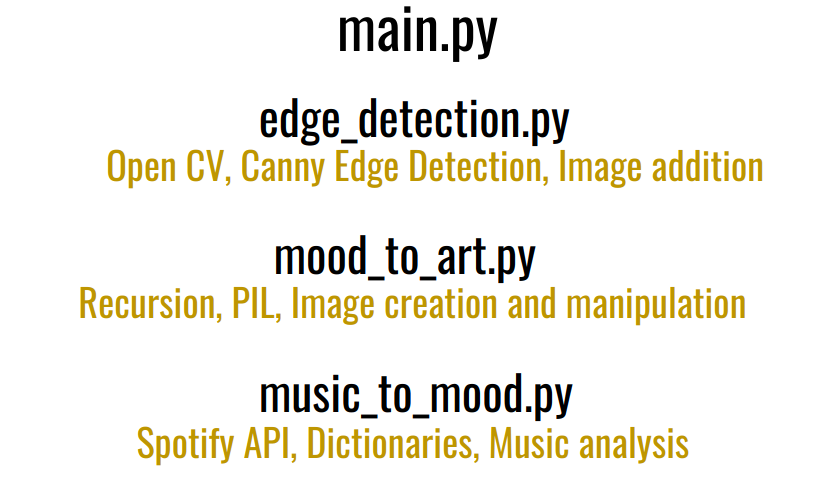 main.py
edge_detection.py
Open CV, Canny Edge Detection, Image addition
mood_to_art.py
Recursion, PIL, Image creation and manipulation
music_to_mood.py
Spotify API, Dictionaries, Music analysis